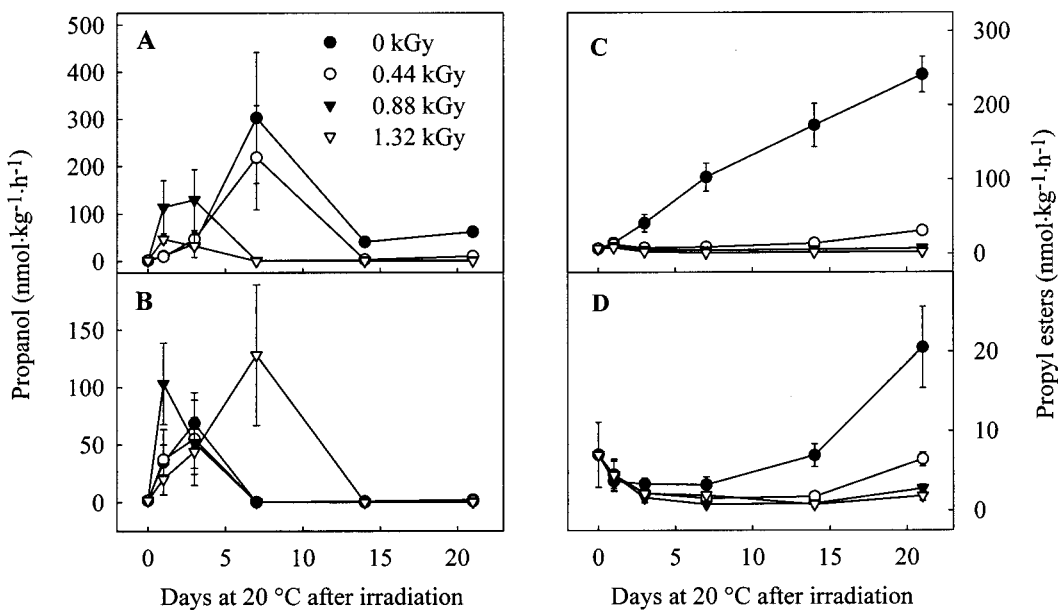 A
500
400
300
200
100
0
0 kGy
0.44 kGy
0.88 kGy
1.32 kGy
B
150
100
50
0
0 5 10 15 20
Days at 20 °C after irradiation
Propanol (nmol·kg⁻¹·h⁻¹)
C
300
200
100
0
D
20
10
0
0 5 10 15 20
Days at 20 °C after irradiation
Propyl esters (nmol·kg⁻¹·h⁻¹)